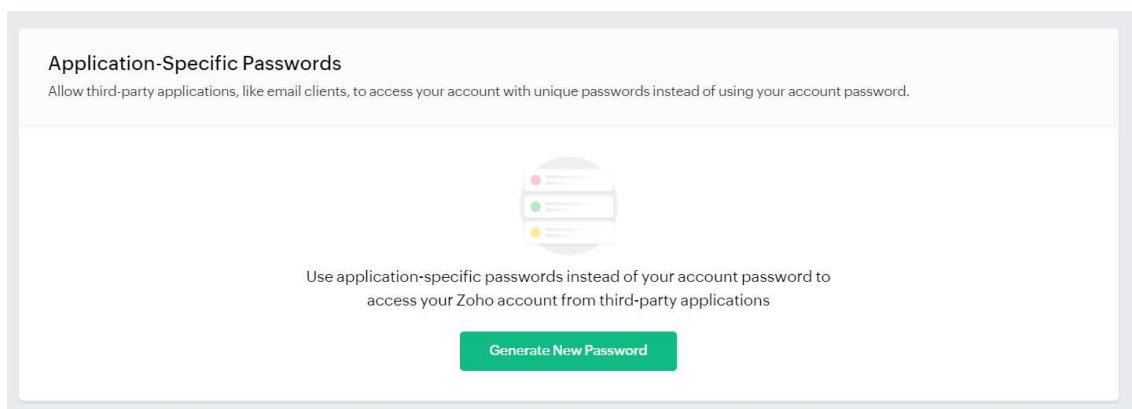 Application-Specific Passwords
Allow third-party applications, like email clients, to access your account with unique passwords instead of using your account password.
Use application-specific passwords instead of your account password to
access your Zoho account from third-party applications
Generate New Password